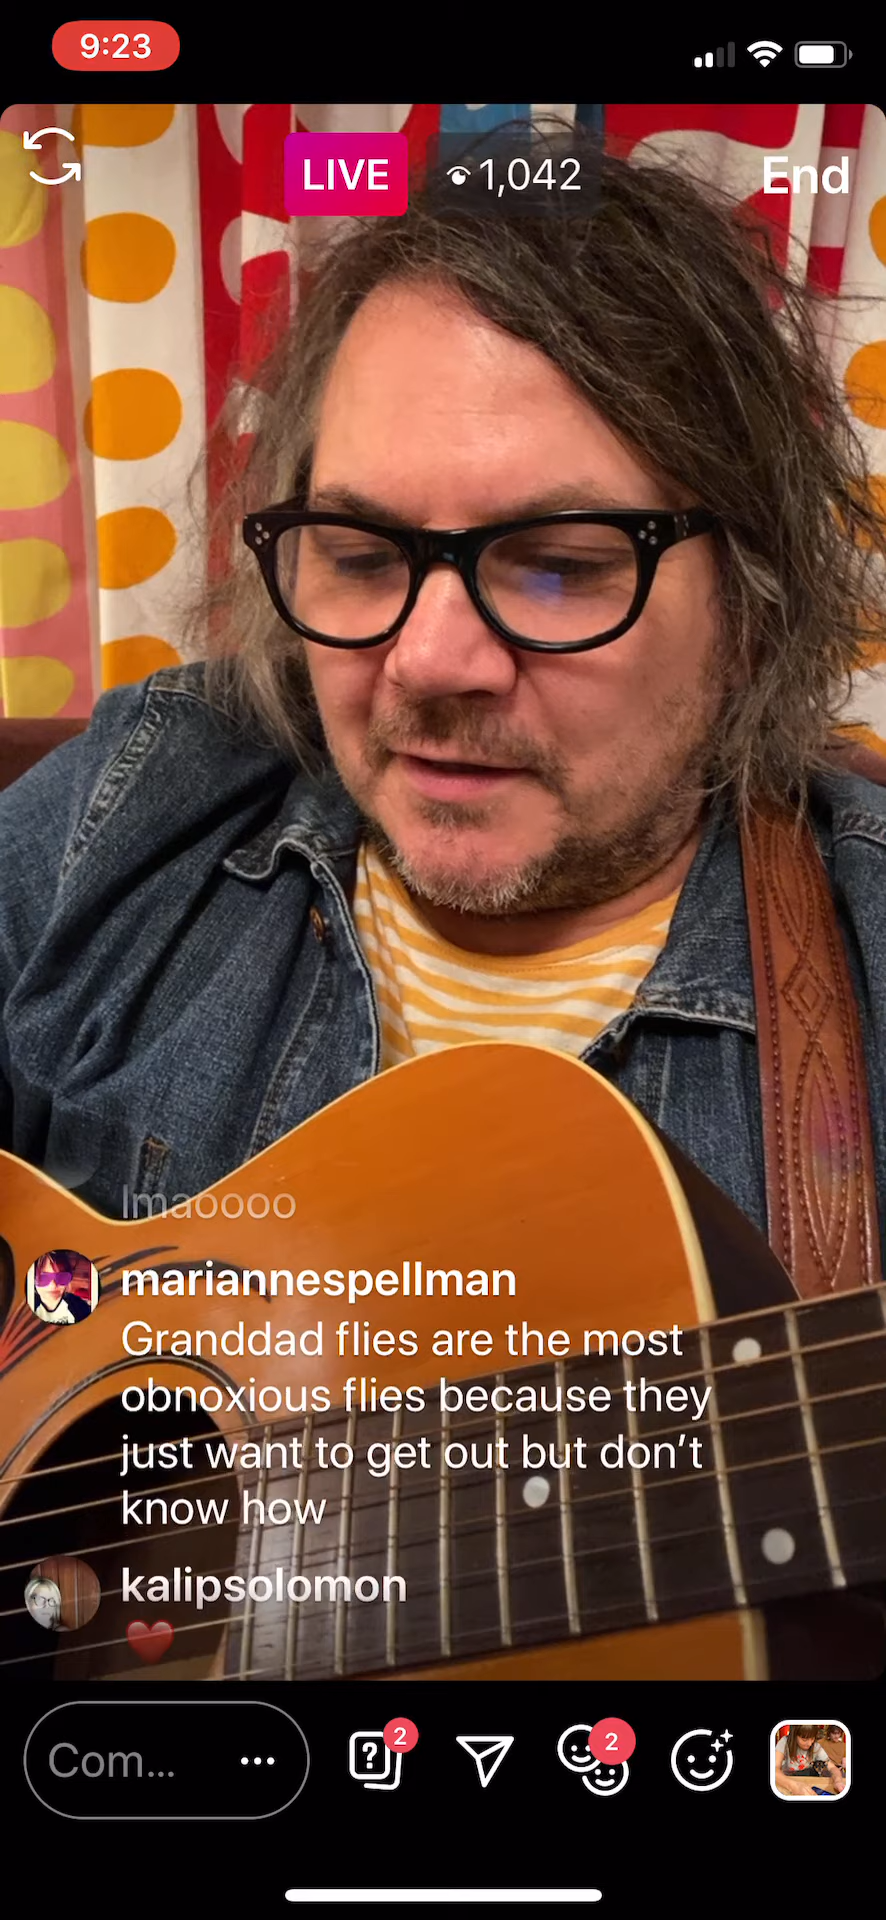 9:23
LIVE
1,042
End
lmaoooo
mariannespellman
Granddad flies are the most
obnoxious flies because they
just want to get out but don’t
know how
kalipsolomon
❤️
Com...
2
2